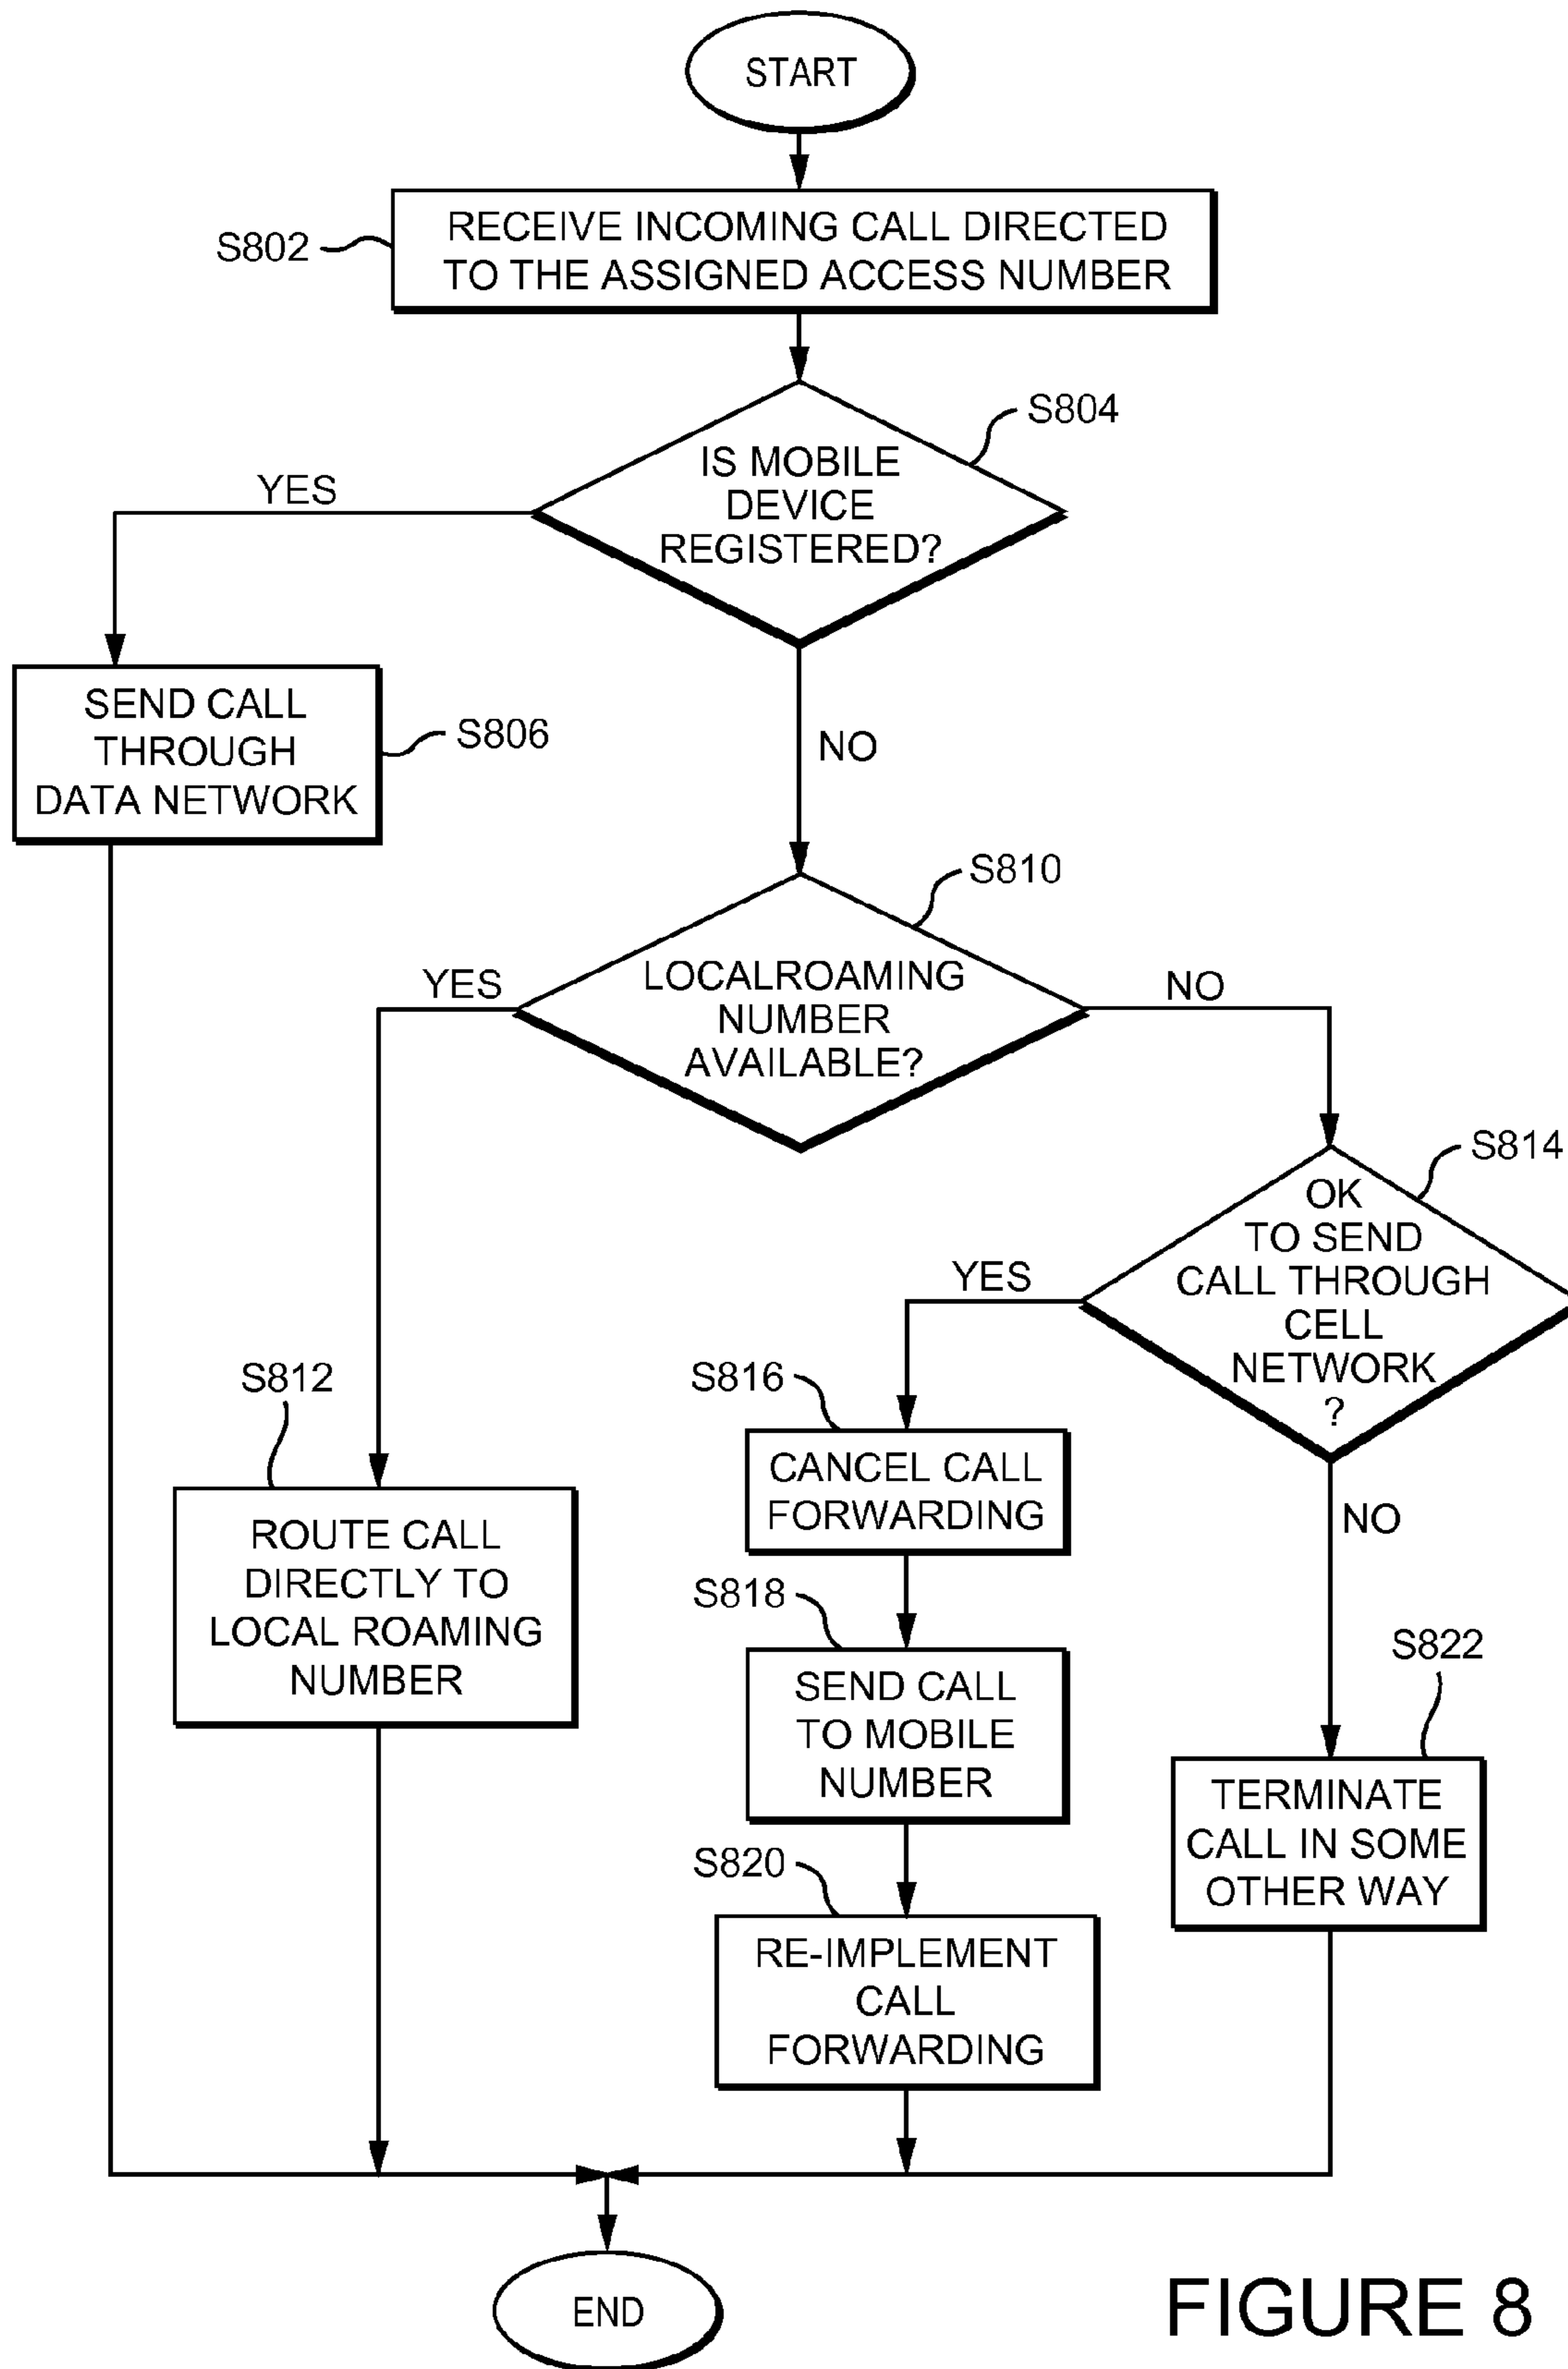 START
S802
RECEIVE INCOMING CALL DIRECTED
TO THE ASSIGNED ACCESS NUMBER
S804
IS MOBILE
DEVICE
REGISTERED?
YES
SEND CALL
THROUGH
DATA NETWORK
S806
NO
S810
LOCALROAMING
NUMBER
AVAILABLE?
YES
NO
S814
OK
TO SEND
CALL THROUGH
CELL
NETWORK
?
YES
S812
ROUTE CALL
DIRECTLY TO
LOCAL ROAMING
NUMBER
S816
CANCEL CALL
FORWARDING
NO
S818
SEND CALL
TO MOBILE
NUMBER
S822
TERMINATE
CALL IN SOME
OTHER WAY
S820
RE-IMPLEMENT
CALL
FORWARDING
END
FIGURE 8